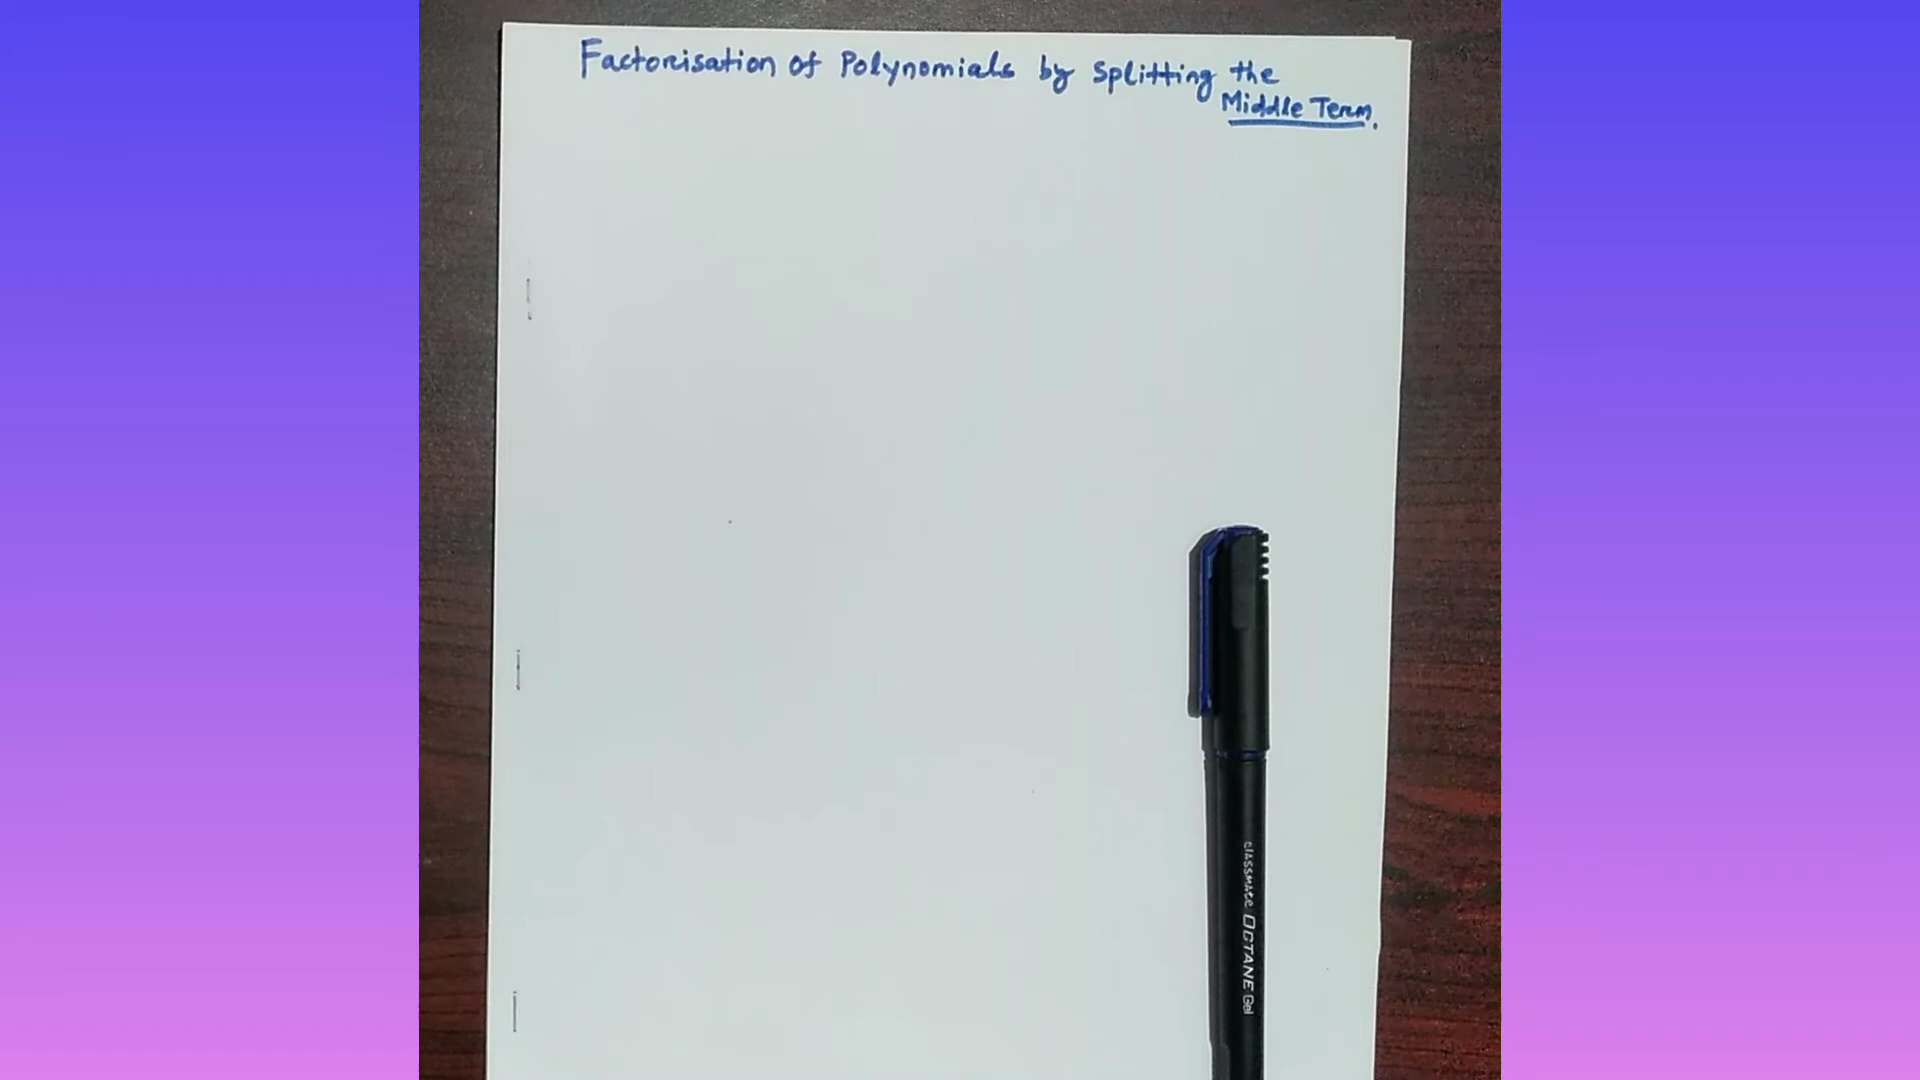 Factorisation of Polynomials by Splitting the
Middle Term.
classmate OCTANE Gel